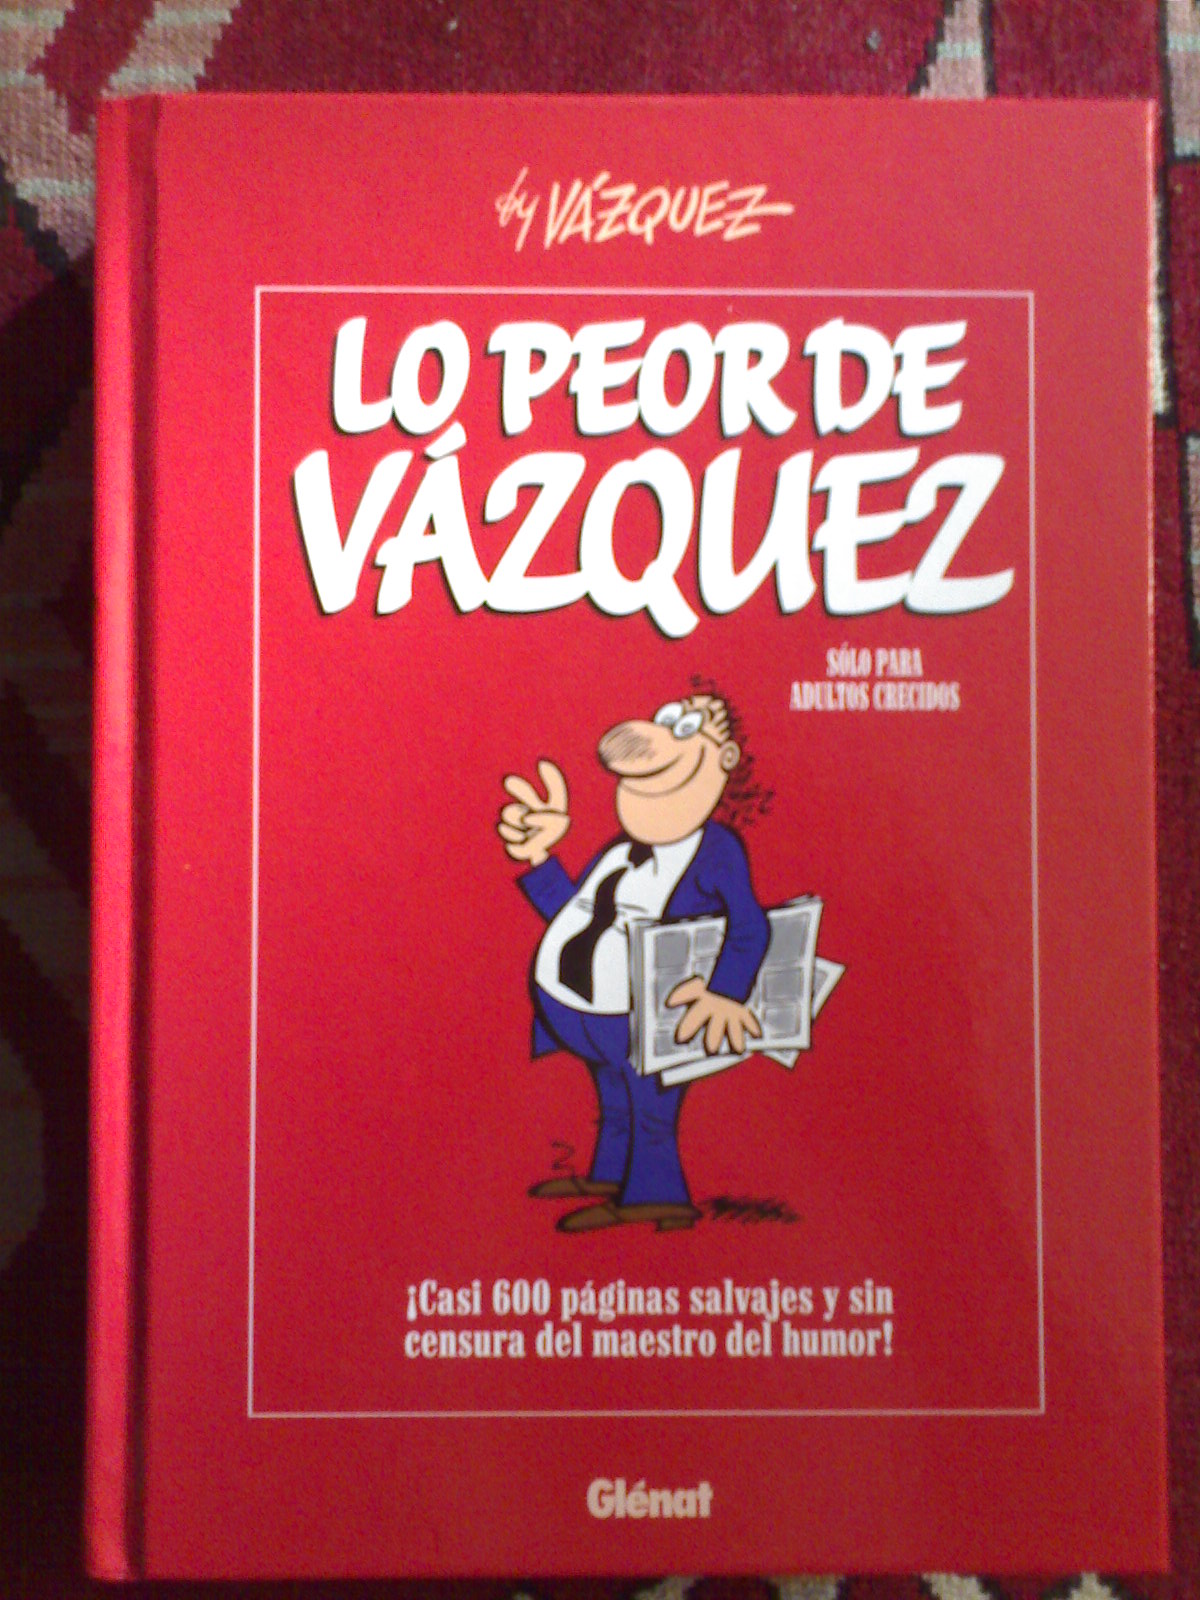 by VÁZQUEZ
LO PEOR DE
VÁZQUEZ
SÓLO PARA
ADULTOS CRECIDOS
¡Casi 600 páginas salvajes y sin
censura del maestro del humor!
Glénat